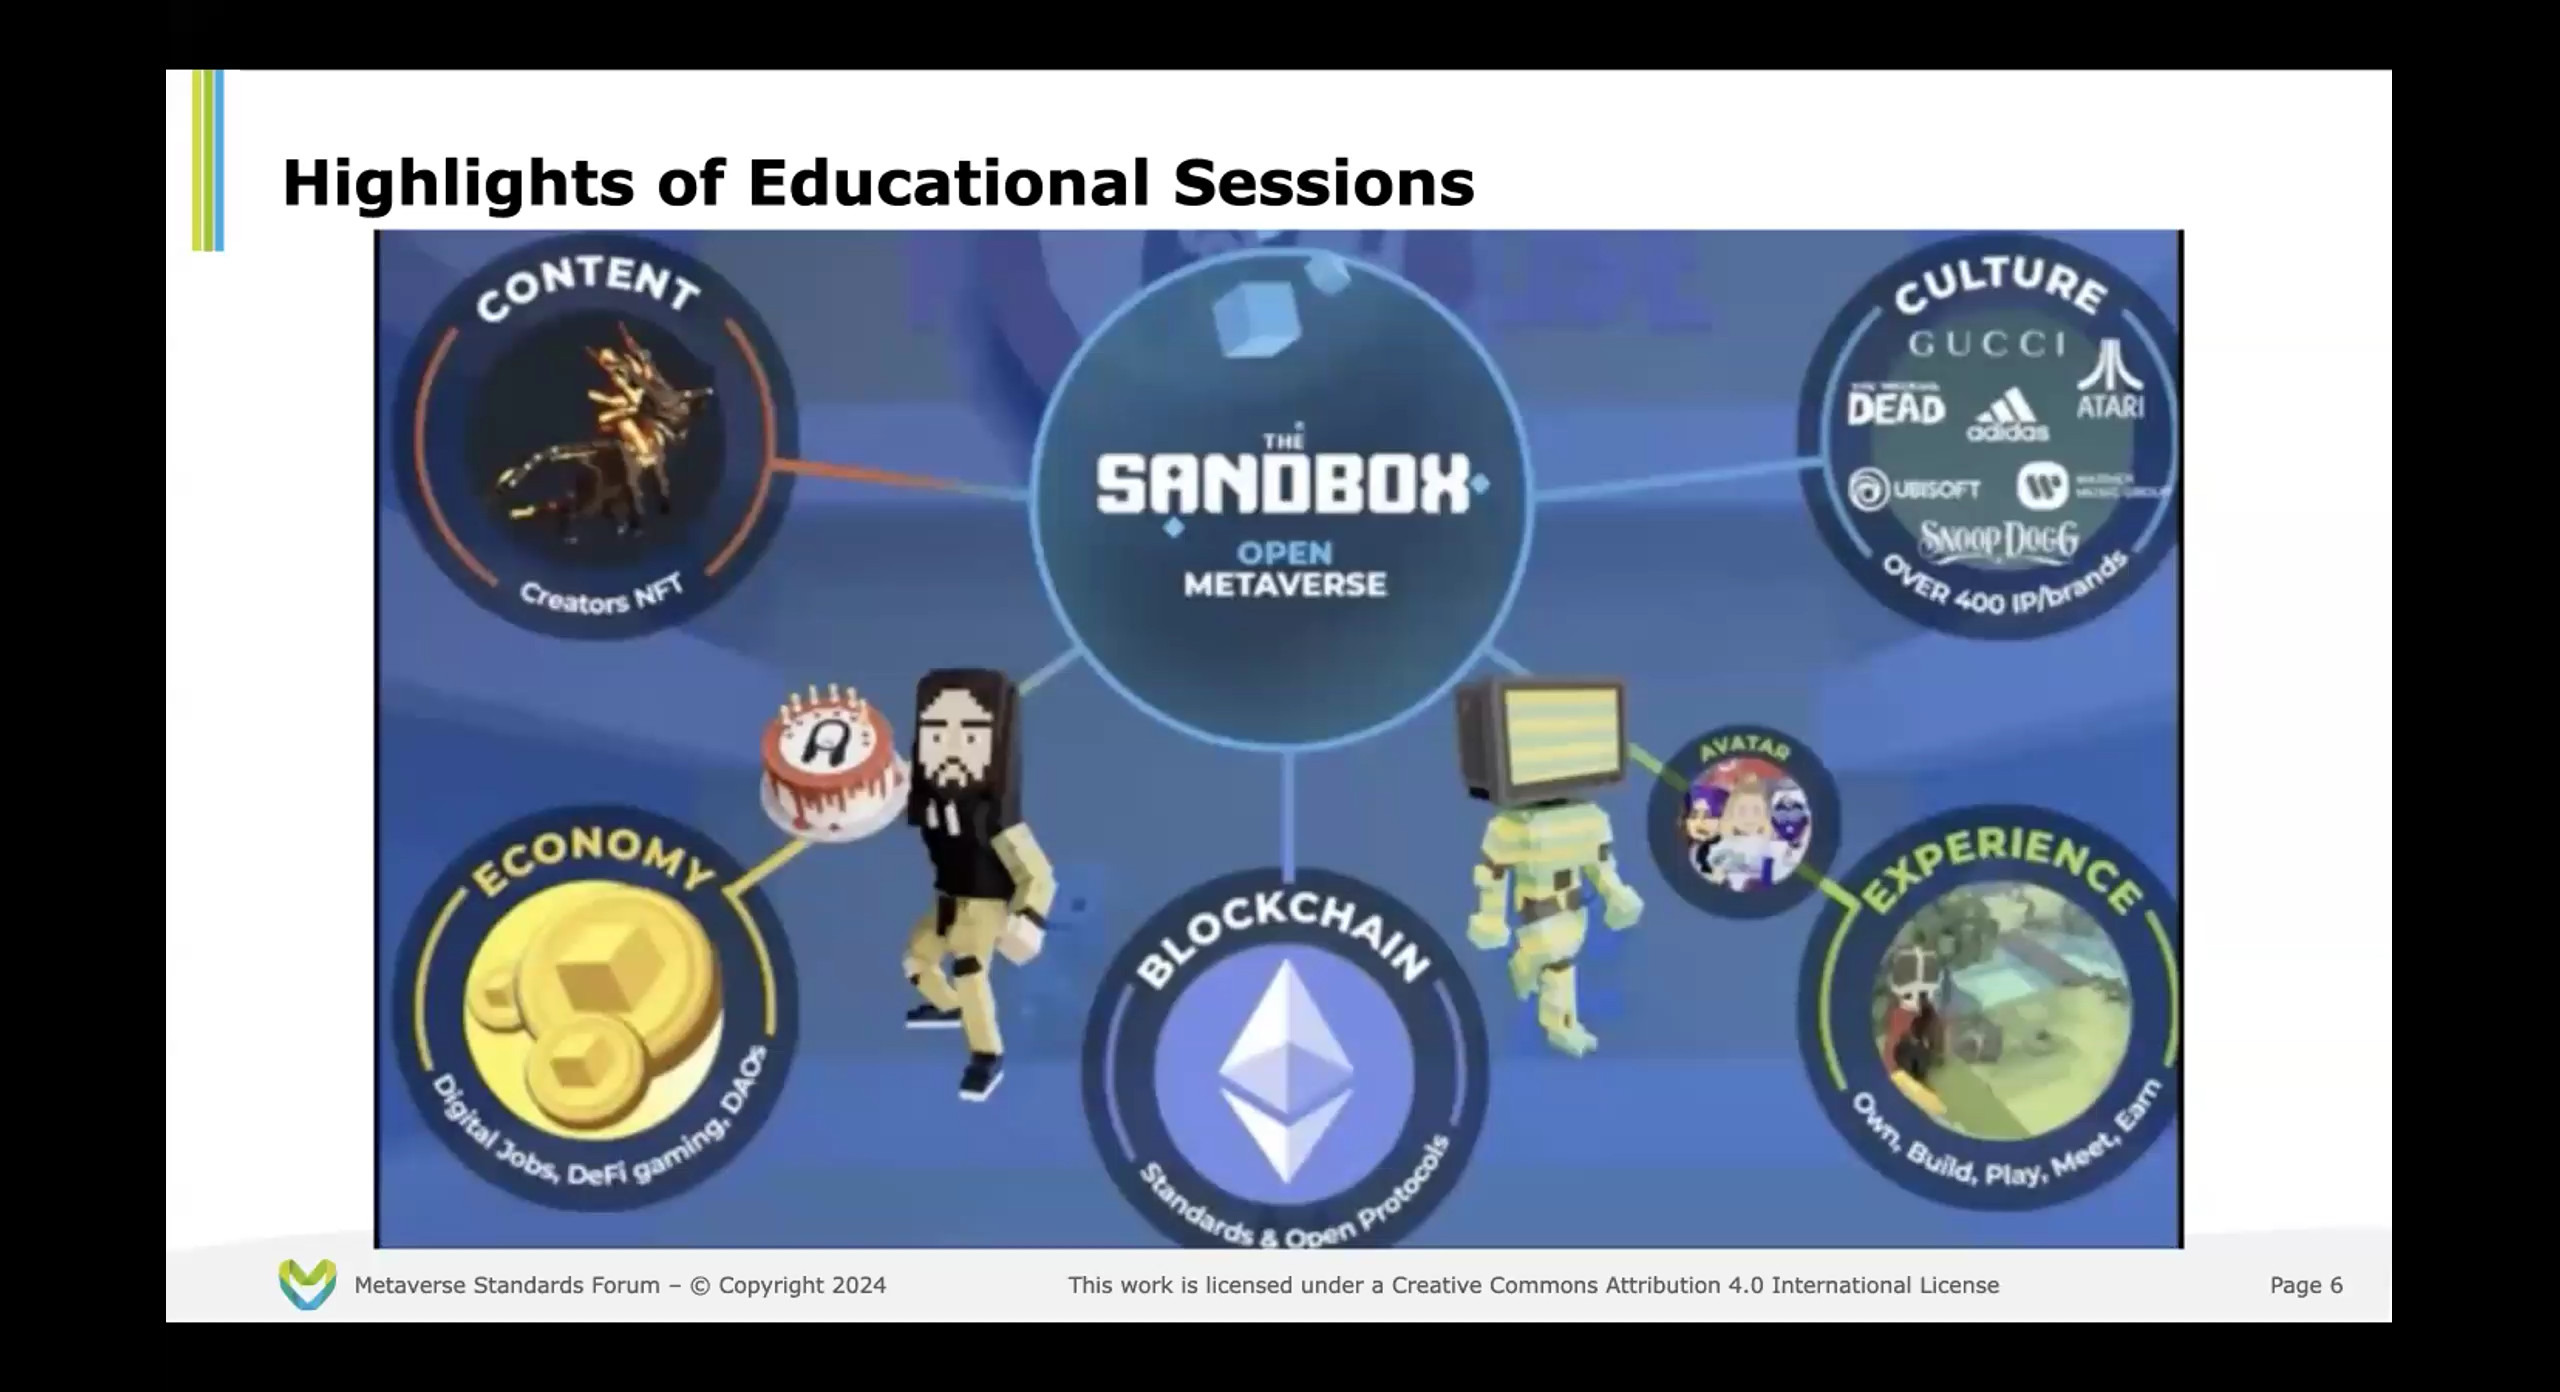 Highlights of Educational Sessions
CONTENT
Creators NFT
THE
SANDBOX
OPEN
METAVERSE
CULTURE
GUCCI
DEAD
adidas
ATARI
UBISOFT
WARNER
MUSIC GROUP
SNOOP DOGG
OVER 400 IP/brands
ECONOMY
Digital Jobs, DeFi gaming, DAOs
BLOCKCHAIN
Standards & Open Protocols
AVATAR
EXPERIENCE
Own, Build, Play, Meet, Earn
Metaverse Standards Forum – © Copyright 2024
This work is licensed under a Creative Commons Attribution 4.0 International License
Page 6